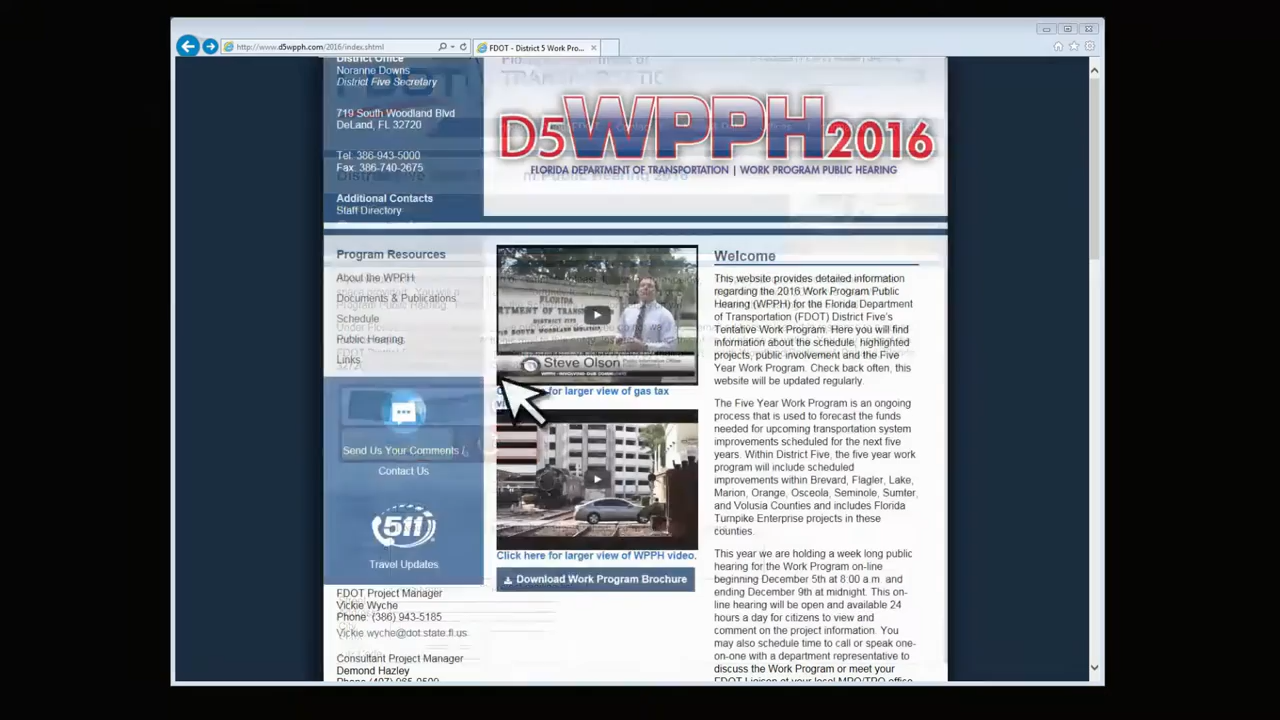 http://www.d5wpph.com/2016/index.shtml
FDOT - District 5 Work Pro...
District Office
Noranne Downs
District Five Secretary
719 South Woodland Blvd
DeLand, FL 32720
Tel. 386-943-5000
Fax. 386-740-2675
Additional Contacts
Staff Directory
D5WPPH2016
FLORIDA DEPARTMENT OF TRANSPORTATION | WORK PROGRAM PUBLIC HEARING
Program Resources
About the WPPH
Documents & Publications
Schedule
Public Hearing
Links
Send Us Your Comments /
Contact Us
511
Travel Updates
FDOT Project Manager
Vickie Wyche
Phone: (386) 943-5185
Vickie.wyche@dot.state.fl.us
Consultant Project Manager
Demond Hazley
FLORIDA
Steve Olson
for larger view of gas tax
Click here for larger view of WPPH video.
Download Work Program Brochure
Welcome
This website provides detailed information
regarding the 2016 Work Program Public
Hearing (WPPH) for the Florida Department
of Transportation (FDOT) District Five's
Tentative Work Program. Here you will find
information about the schedule, highlighted
projects, public involvement and the Five
Year Work Program. Check back often, this
website will be updated regularly.
The Five Year Work Program is an ongoing
process that is used to forecast the funds
needed for upcoming transportation system
improvements scheduled for the next five
years. Within District Five, the five year work
program will include scheduled
improvements within Brevard, Flagler, Lake,
Marion, Orange, Osceola, Seminole, Sumter,
and Volusia Counties and includes Florida
Turnpike Enterprise projects in these
counties.
This year we are holding a week long public
hearing for the Work Program on-line
beginning December 5th at 8:00 a.m. and
ending December 9th at midnight. This on-
line hearing will be open and available 24
hours a day for citizens to view and
comment on the project information. You
may also schedule time to call or speak one-
on-one with a department representative to
discuss the Work Program or meet your
FDOT Liaison at your local MPO/TPO office